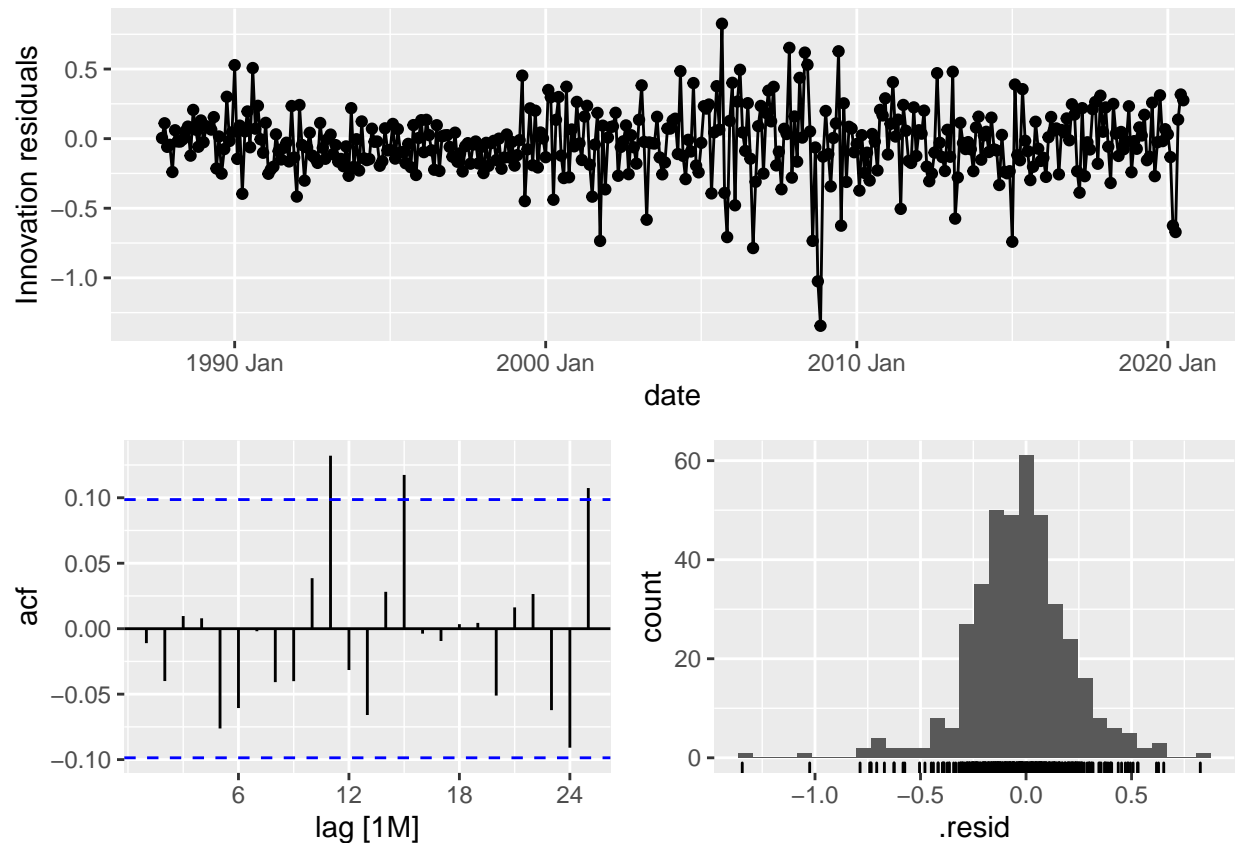 Innovation residuals
0.5
0.0
−0.5
−1.0
1990 Jan 2000 Jan 2010 Jan 2020 Jan
date
acf
0.10
0.05
0.00
−0.05
−0.10
6 12 18 24
lag [1M]
count
60
40
20
0
−1.0 −0.5 0.0 0.5
.resid